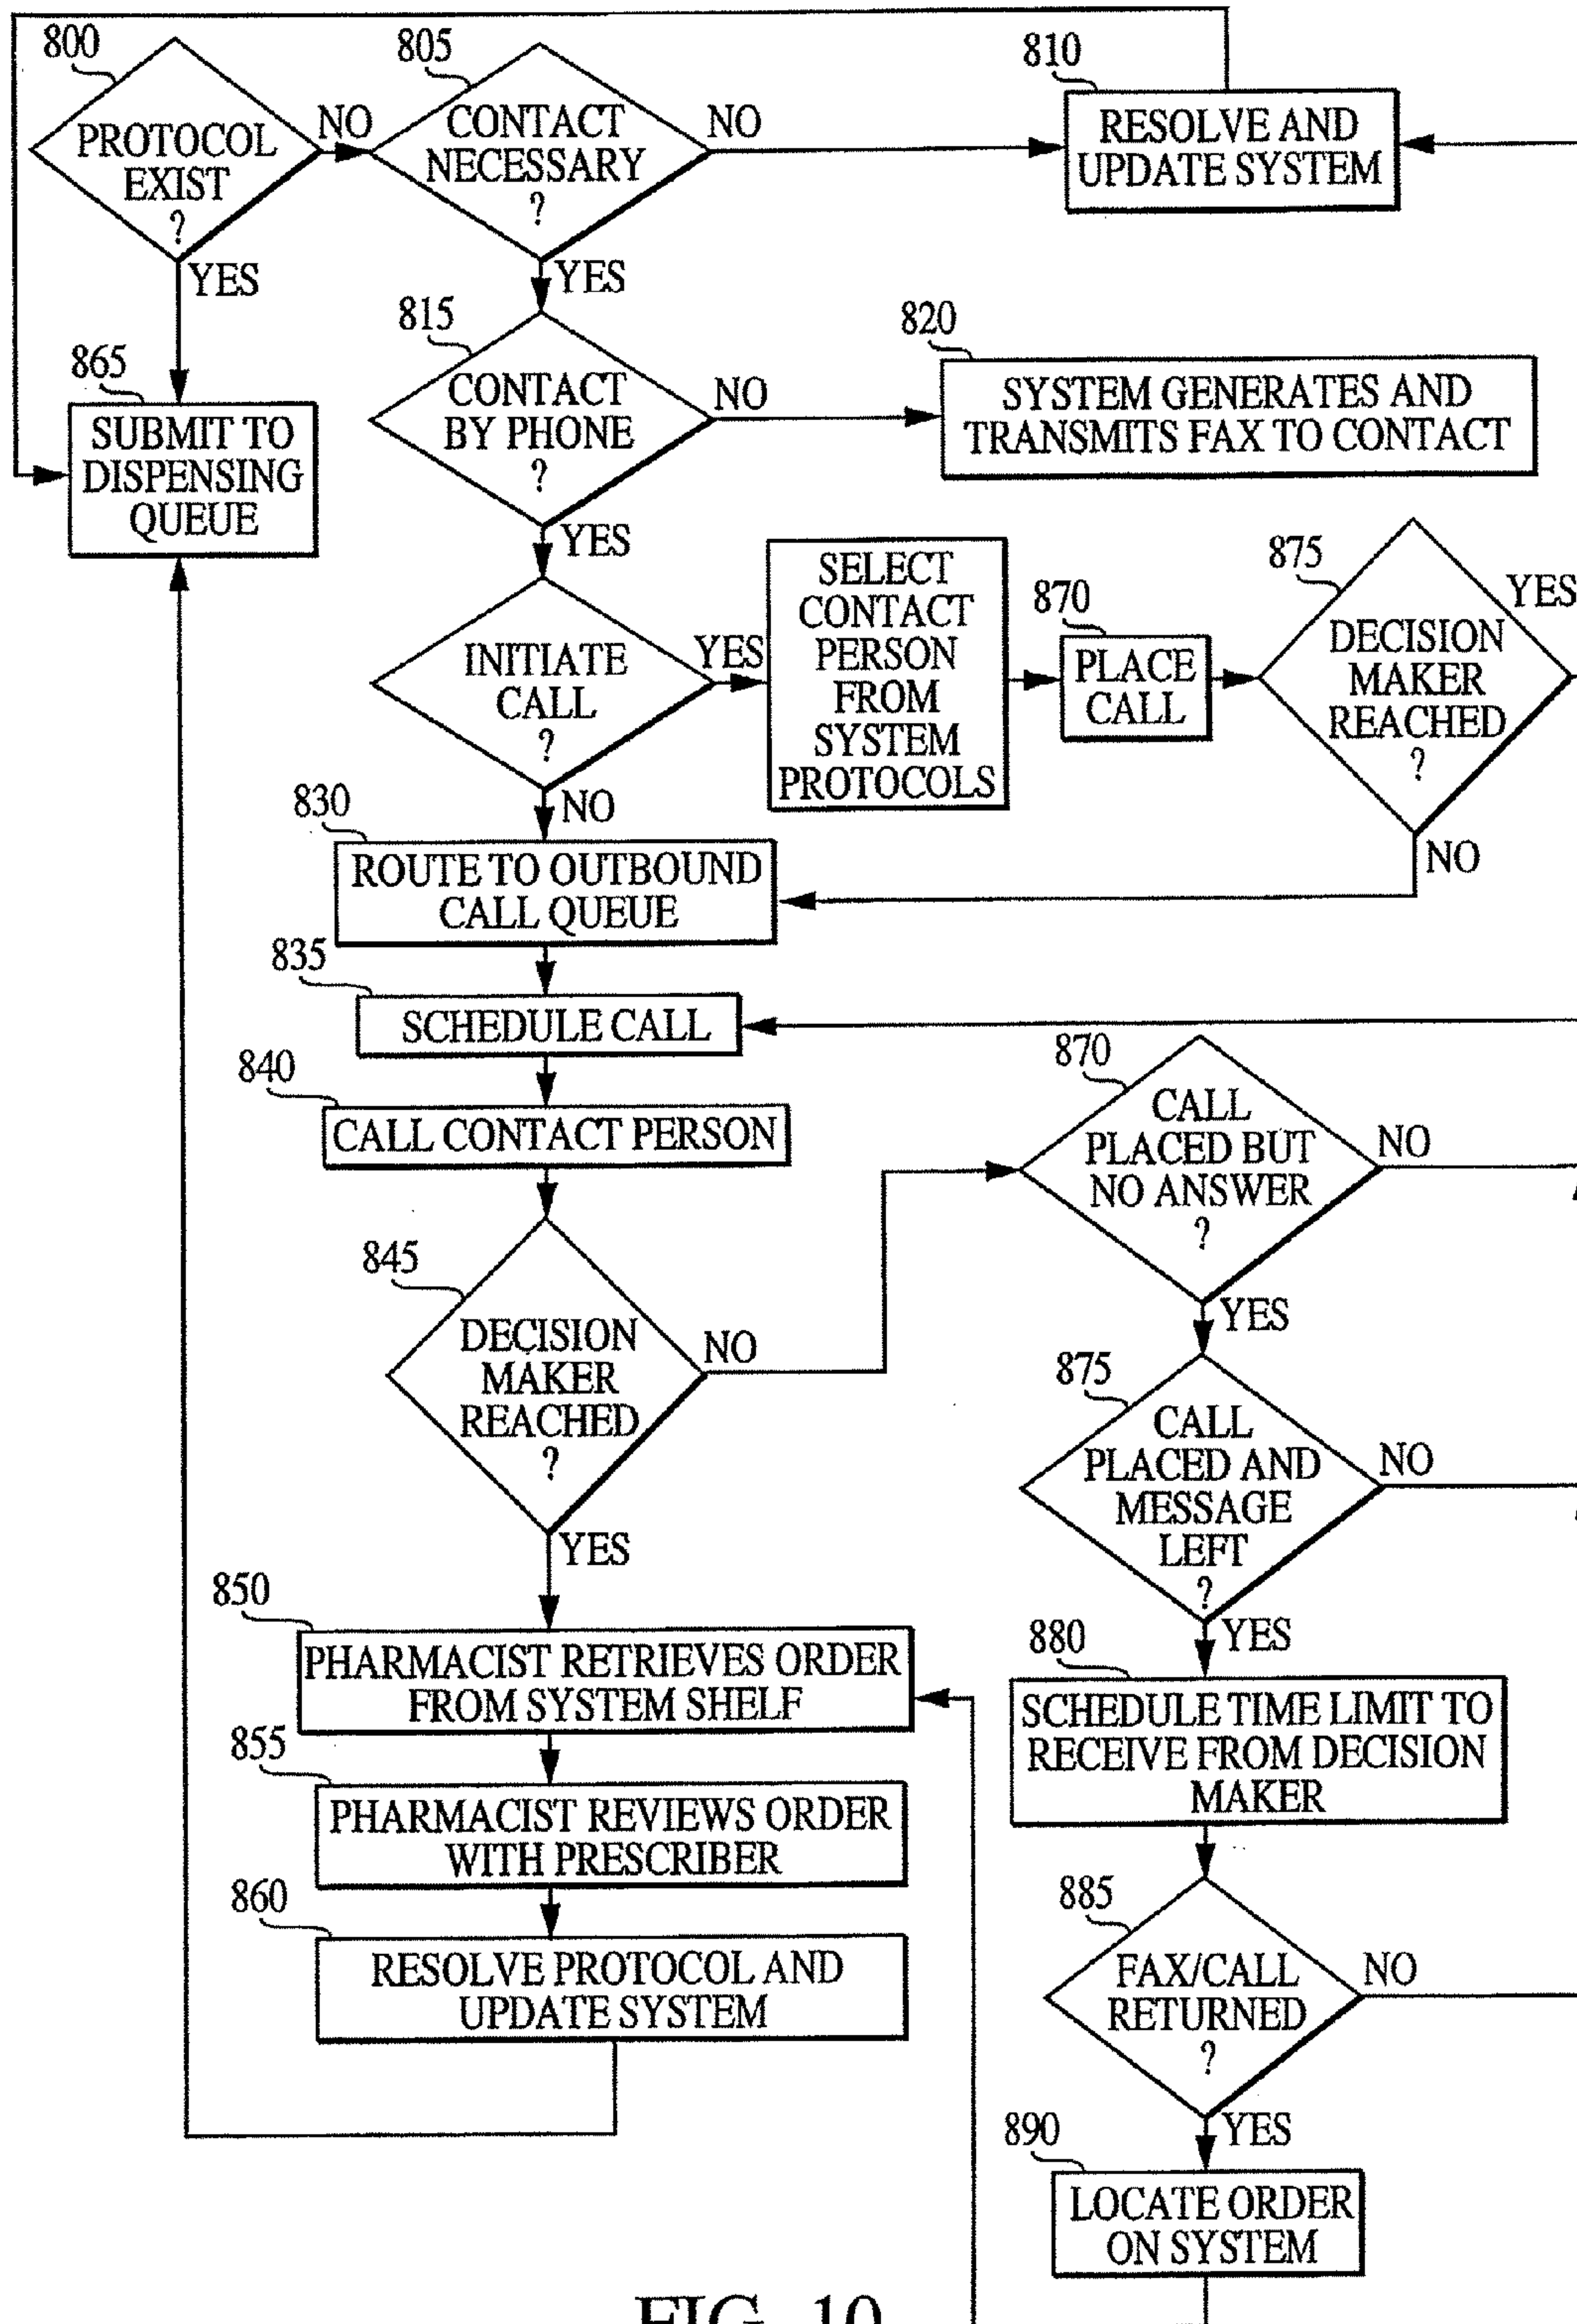 800
PROTOCOL
EXIST
?
NO
YES
805
CONTACT
NECESSARY
?
NO
YES
810
RESOLVE AND
UPDATE SYSTEM
815
CONTACT
BY PHONE
?
NO
YES
820
SYSTEM GENERATES AND
TRANSMITS FAX TO CONTACT
865
SUBMIT TO
DISPENSING
QUEUE
INITIATE
CALL
?
YES
NO
SELECT
CONTACT
PERSON
FROM
SYSTEM
PROTOCOLS
870
PLACE
CALL
875
DECISION
MAKER
REACHED
?
YES
NO
830
ROUTE TO OUTBOUND
CALL QUEUE
835
SCHEDULE CALL
840
CALL CONTACT PERSON
845
DECISION
MAKER
REACHED
?
NO
YES
870
CALL
PLACED BUT
NO ANSWER
?
NO
YES
875
CALL
PLACED AND
MESSAGE
LEFT
?
NO
YES
850
PHARMACIST RETRIEVES ORDER
FROM SYSTEM SHELF
855
PHARMACIST REVIEWS ORDER
WITH PRESCRIBER
860
RESOLVE PROTOCOL AND
UPDATE SYSTEM
880
SCHEDULE TIME LIMIT TO
RECEIVE FROM DECISION
MAKER
885
FAX/CALL
RETURNED
?
NO
YES
890
LOCATE ORDER
ON SYSTEM
FIG. 10